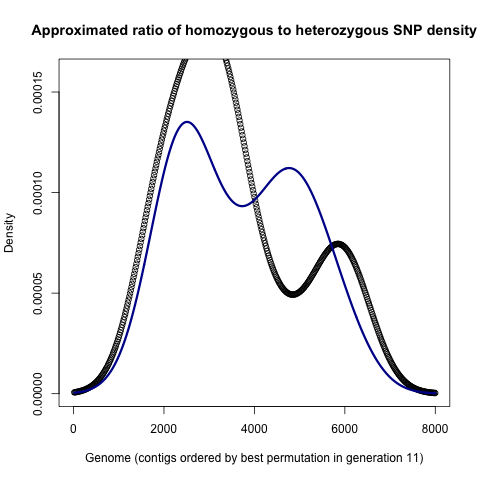 Approximated ratio of homozygous to heterozygous SNP density
0.00015
0.00010
0.00005
0.00000
Density
0 2000 4000 6000 8000
Genome (contigs ordered by best permutation in generation 11)